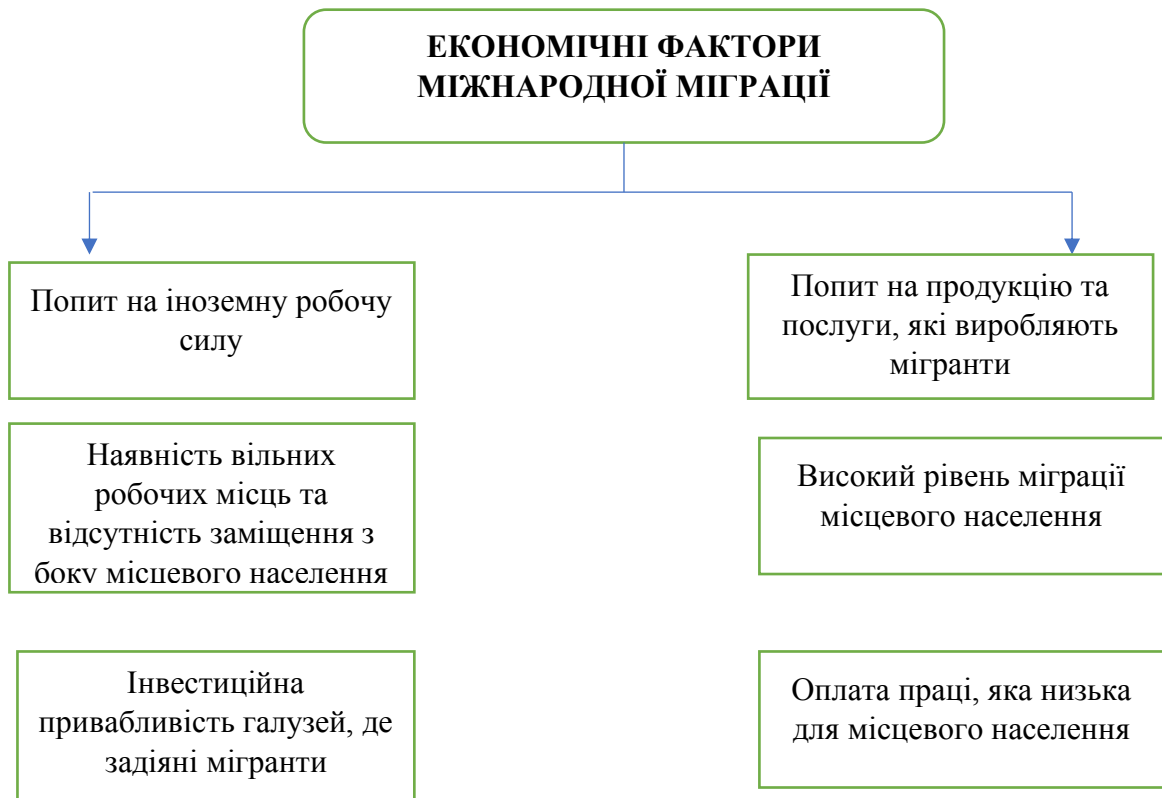 ЕКОНОМІЧНІ ФАКТОРИ
МІЖНАРОДНОЇ МІГРАЦІЇ
Попит на іноземну робочу
силу
Наявність вільних
робочих місць та
відсутність заміщення з
боку місцевого населення
Інвестиційна
привабливість галузей, де
задіяні мігранти
Попит на продукцію та
послуги, які виробляють
мігранти
Високий рівень міграції
місцевого населення
Оплата праці, яка низька
для місцевого населення